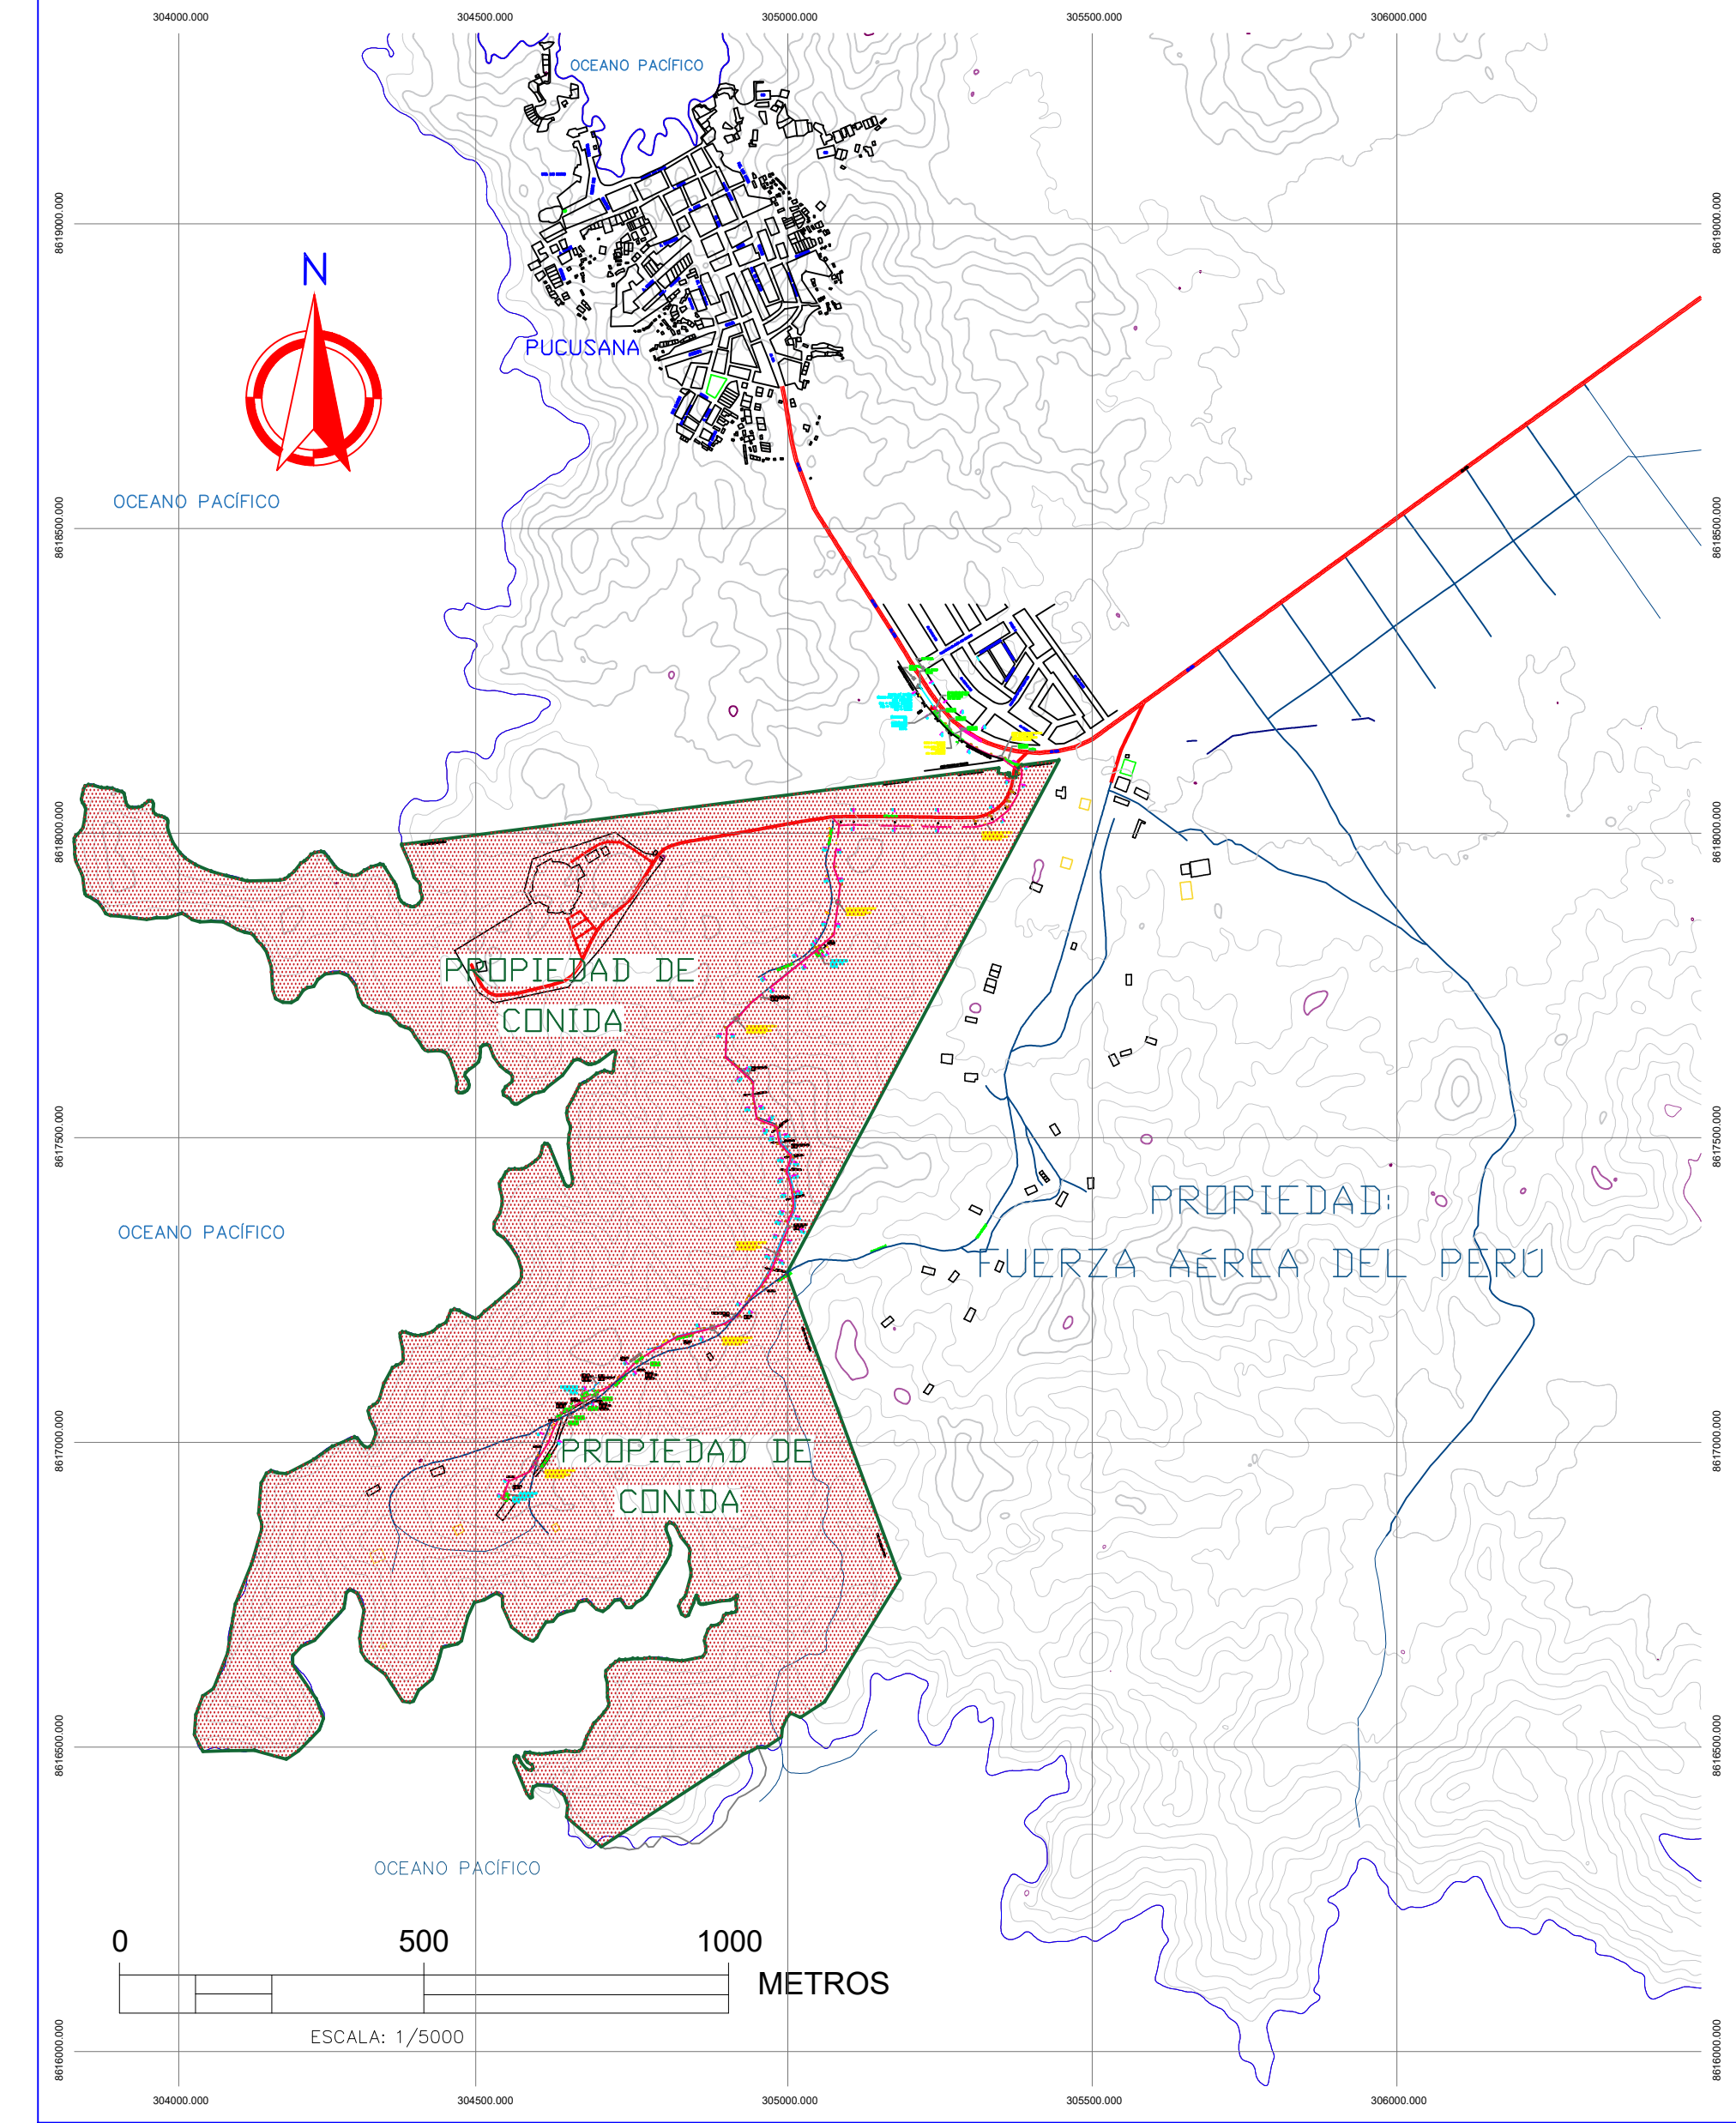 304000.000 304500.000 305000.000 305500.000 306000.000
OCEANO PACÍFICO
8619000.000 8619000.000
N
PUCUSANA
OCEANO PACÍFICO
8618500.000 8618500.000
8618000.000 8618000.000
PROPIEDAD DE
CONIDA
8617500.000 8617500.000
PROPIEDAD:
OCEANO PACÍFICO
FUERZA AÉREA DEL PERÚ
8617000.000 8617000.000
PROPIEDAD DE
CONIDA
8616500.000 8616500.000
OCEANO PACÍFICO
0 500 1000
METROS
ESCALA: 1/5000
8616000.000 8616000.000
304000.000 304500.000 305000.000 305500.000 306000.000